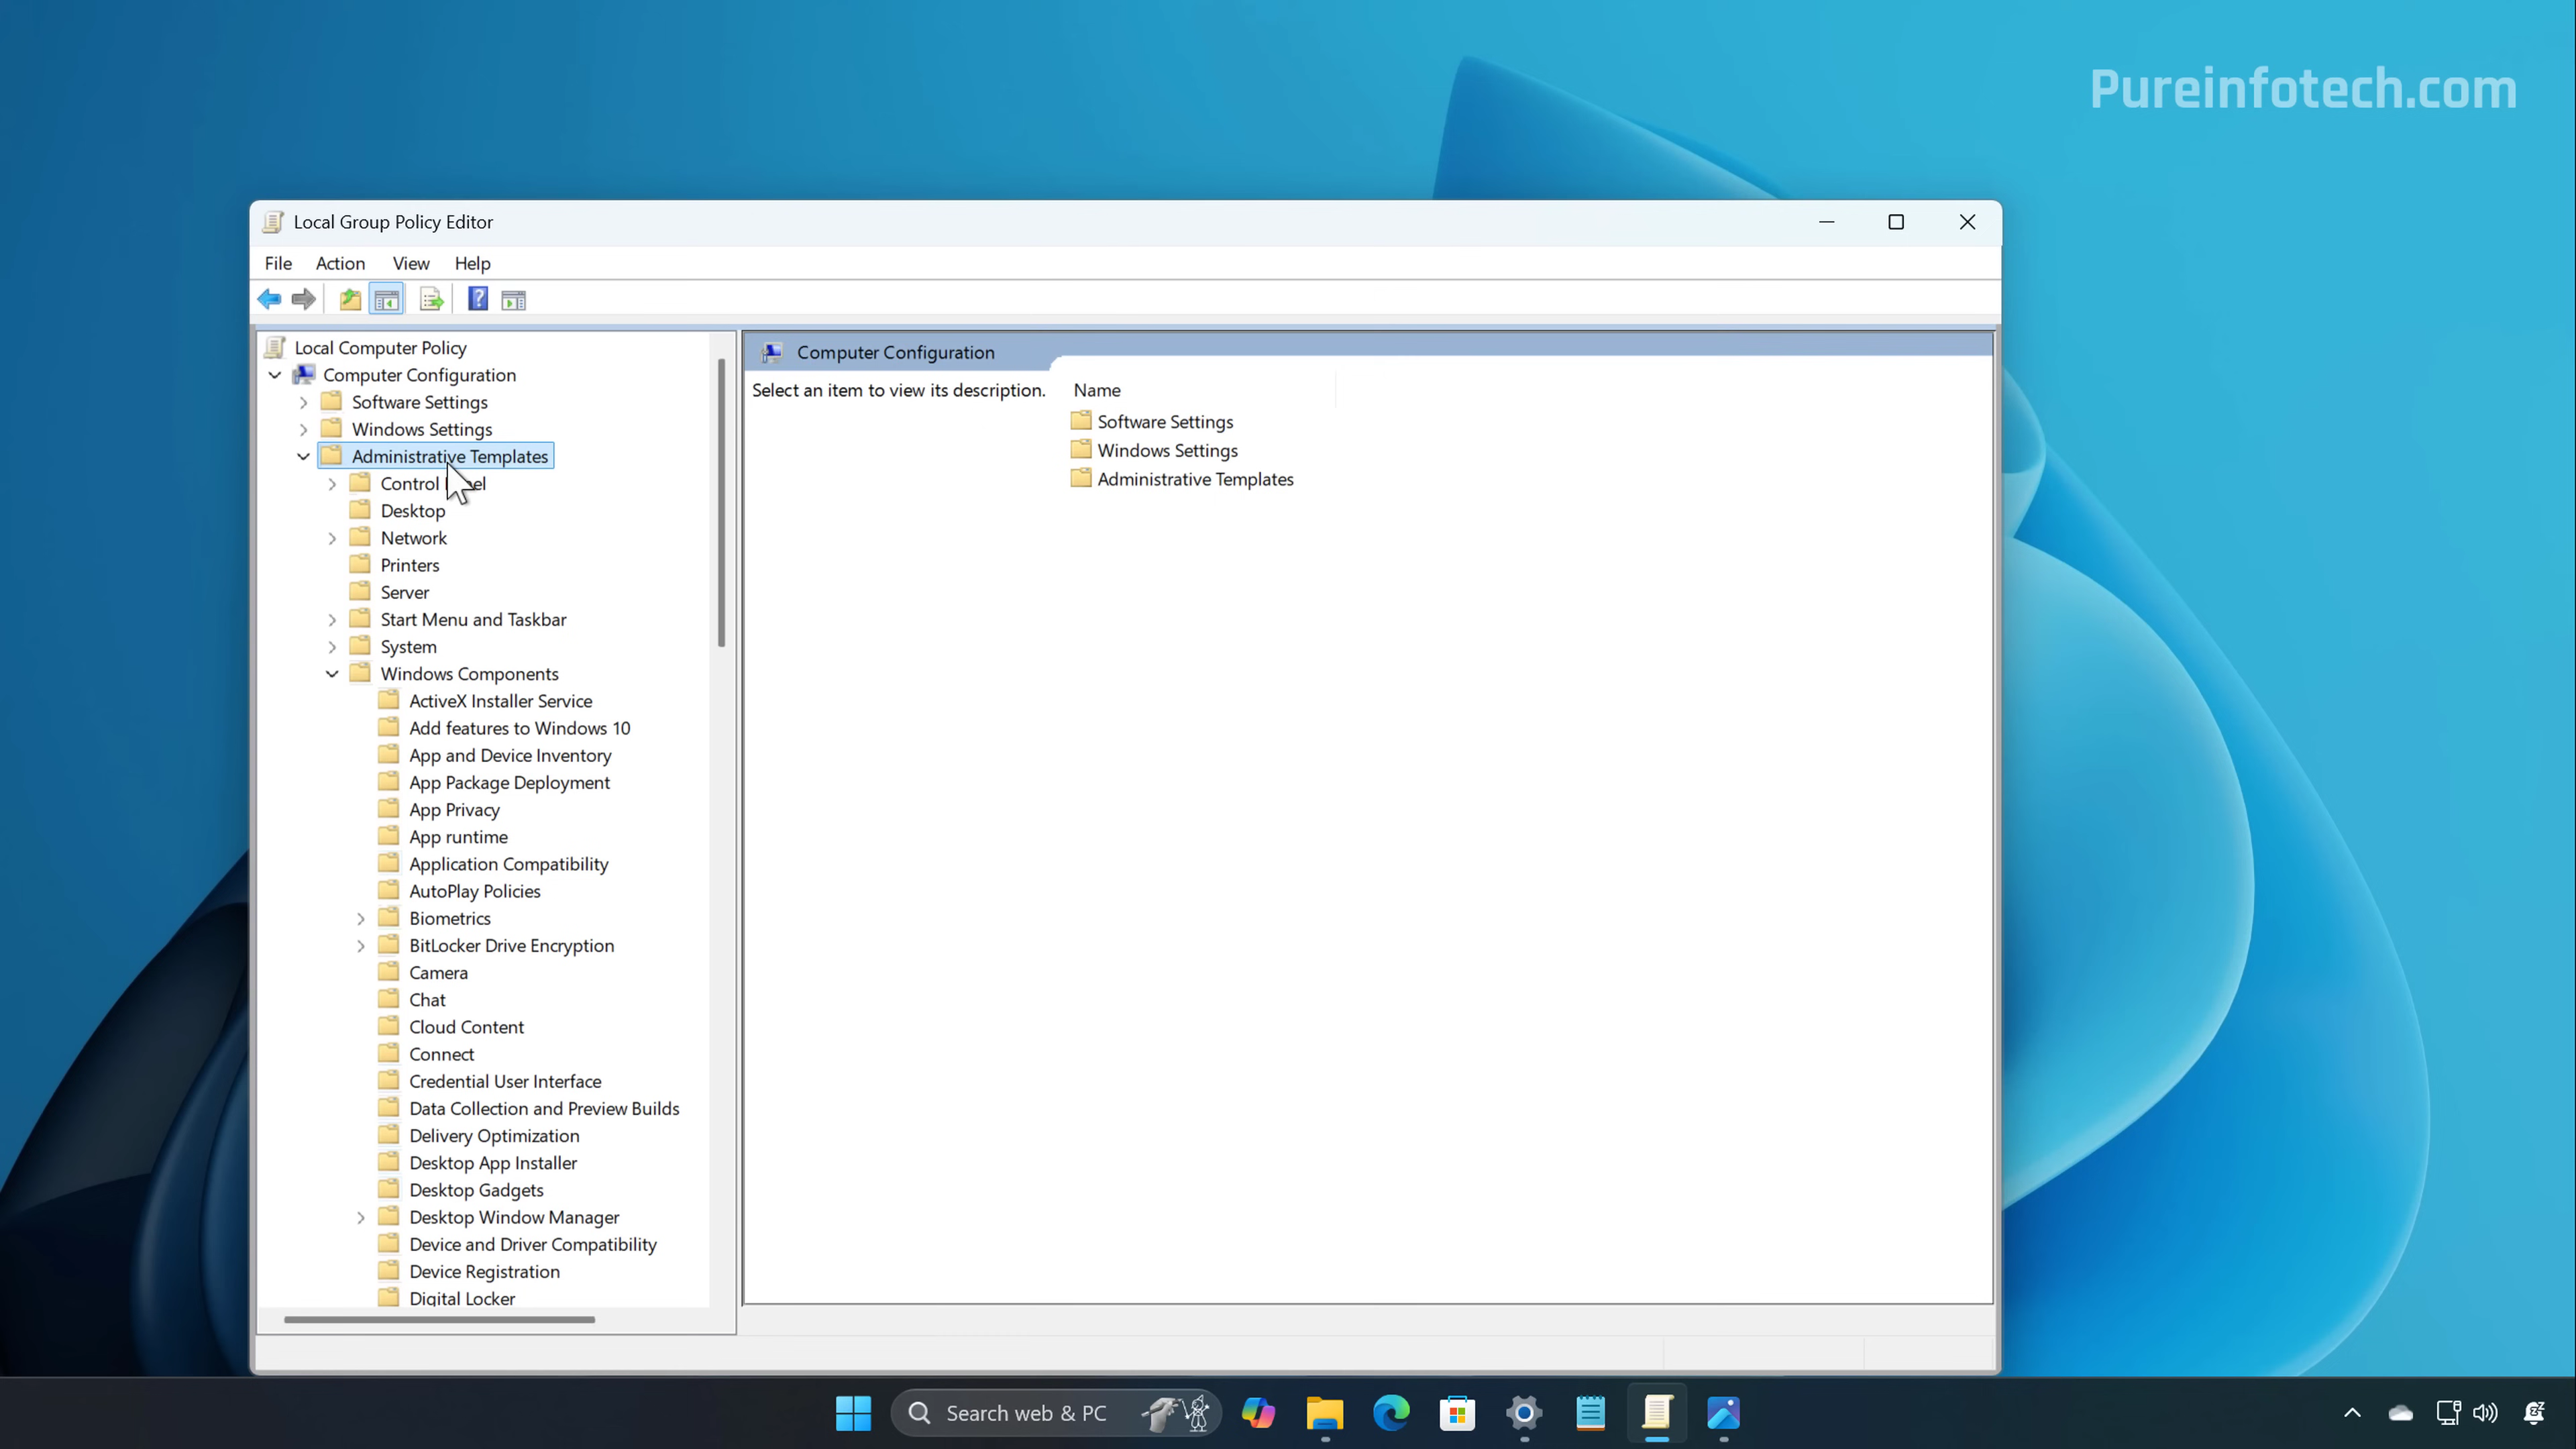 Pureinfotech.com
Local Group Policy Editor
File Action View Help
Local Computer Policy
Computer Configuration
Software Settings
Windows Settings
Administrative Templates
Control
Desktop
Network
Printers
Server
Start Menu and Taskbar
System
Windows Components
ActiveX Installer Service
Add features to Windows 10
App and Device Inventory
App Package Deployment
App Privacy
App runtime
Application Compatibility
AutoPlay Policies
Biometrics
BitLocker Drive Encryption
Camera
Chat
Cloud Content
Connect
Credential User Interface
Data Collection and Preview Builds
Delivery Optimization
Desktop App Installer
Desktop Gadgets
Desktop Window Manager
Device and Driver Compatibility
Device Registration
Digital Locker
Computer Configuration
Select an item to view its description.
Name
Software Settings
Windows Settings
Administrative Templates
Search web & PC